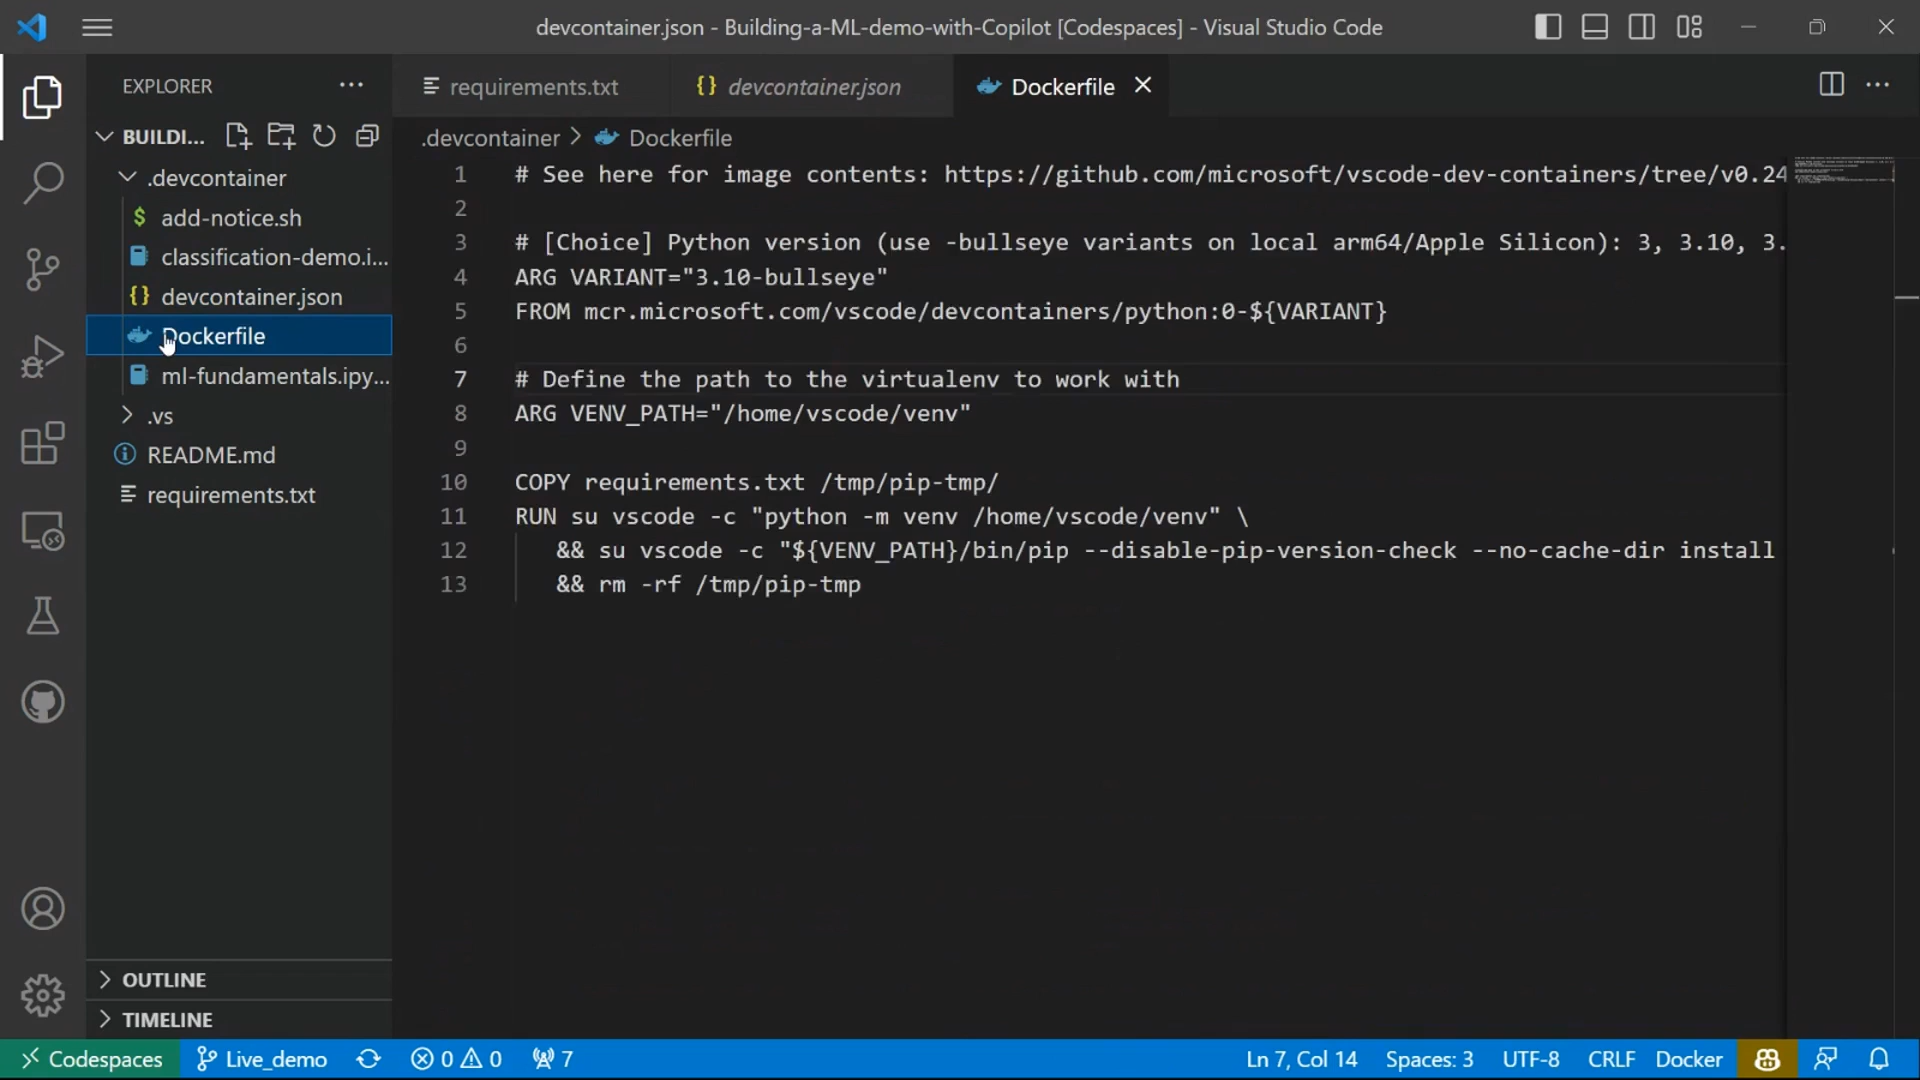 devcontainer.json - Building-a-ML-demo-with-Copilot [Codespaces] - Visual Studio Code
EXPLORER
requirements.txt
devcontainer.json
Dockerfile
BUILDI...
.devcontainer > Dockerfile
.devcontainer
add-notice.sh
classification-demo.i...
devcontainer.json
Dockerfile
ml-fundamentals.ipy...
.vs
README.md
requirements.txt
1 # See here for image contents: https://github.com/microsoft/vscode-dev-containers/tree/v0.24
2
3 # [Choice] Python version (use -bullseye variants on local arm64/Apple Silicon): 3, 3.10, 3.
4 ARG VARIANT="3.10-bullseye"
5 FROM mcr.microsoft.com/vscode/devcontainers/python:0-${VARIANT}
6
7 # Define the path to the virtualenv to work with
8 ARG VENV_PATH="/home/vscode/venv"
9
10 COPY requirements.txt /tmp/pip-tmp/
11 RUN su vscode -c "python -m venv /home/vscode/venv" \
12 && su vscode -c "${VENV_PATH}/bin/pip --disable-pip-version-check --no-cache-dir install
13 && rm -rf /tmp/pip-tmp
OUTLINE
TIMELINE
Codespaces Live_demo 0 0 7 Ln 7, Col 14 Spaces: 3 UTF-8 CRLF Docker